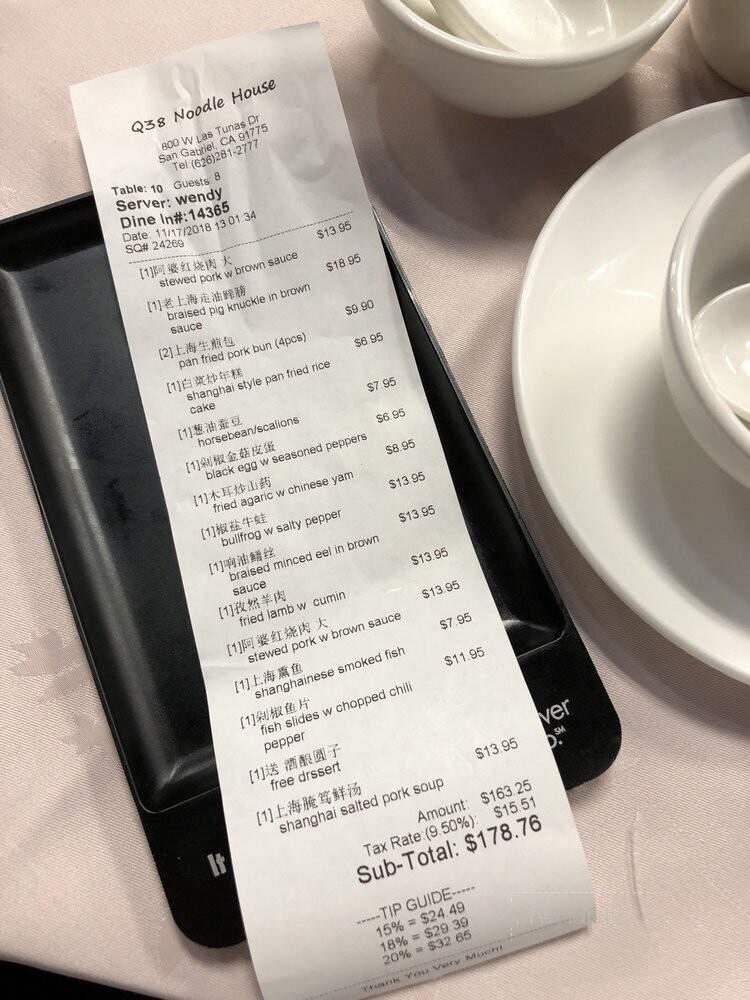 Q38 Noodle House
800 W Las Tunas Dr
San Gabriel, CA 91775
Tel:(626)281-2777
Table: 10 Guests: 8
Server: wendy
Dine In#:14365
Date: 11/17/2018 13:01:34
SQ# 24269
[1]阿婆红烧肉 大 $13.95
stewed pork w brown sauce
[1]老上海走油蹄膀 $18.95
braised pig knuckle in brown
sauce
[2]上海生煎包 $9.90
pan fried pork bun (4pcs)
[1]白菜炒年糕 $6.95
shanghai style pan fried rice
cake
[1]葱油蚕豆 $7.95
horsebean/scalions
[1]剁椒金菇皮蛋 $6.95
black egg w seasoned peppers
[1]木耳炒山药 $8.95
fried agaric w chinese yam
[1]椒盐牛蛙 $13.95
bullfrog w salty pepper
[1]响油鳝丝 $13.95
braised minced eel in brown
sauce
[1]孜然羊肉 $13.95
fried lamb w cumin
[1]阿婆红烧肉 大 $13.95
stewed pork w brown sauce
[1]上海熏鱼 $7.95
shanghainese smoked fish
[1]剁椒鱼片 $11.95
fish slides w chopped chili
pepper
[1]送 酒酿圆子
free drssert
[1]上海腌笃鲜汤 $13.95
shanghai salted pork soup
Amount: $163.25
Tax Rate:(9.50%): $15.51
Sub-Total: $178.76
-----TIP GUIDE-----
15% = $24.49
18% = $29.39
20% = $32.65
Thank You Very Much!
It